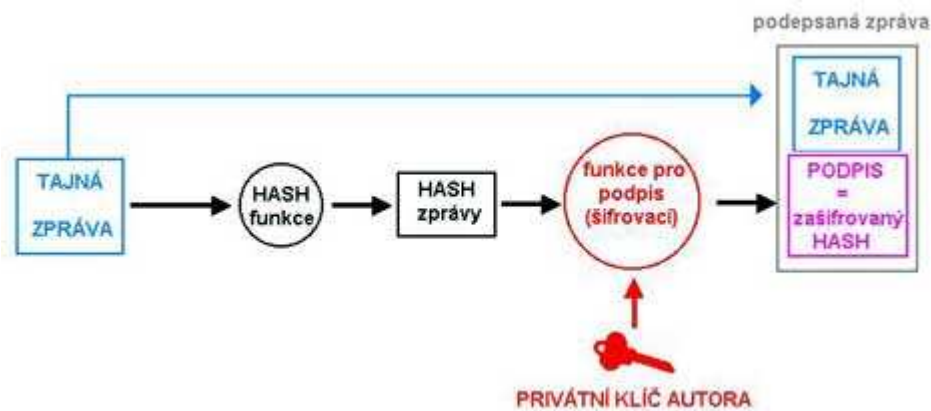 podepsaná zpráva
TAJNÁ
ZPRÁVA
TAJNÁ
ZPRÁVA
HASH
funkce
HASH
zprávy
funkce pro
podpis
(šifrovací)
PODPIS
=
zašifrovaný
HASH
PRIVÁTNÍ KLÍČ AUTORA